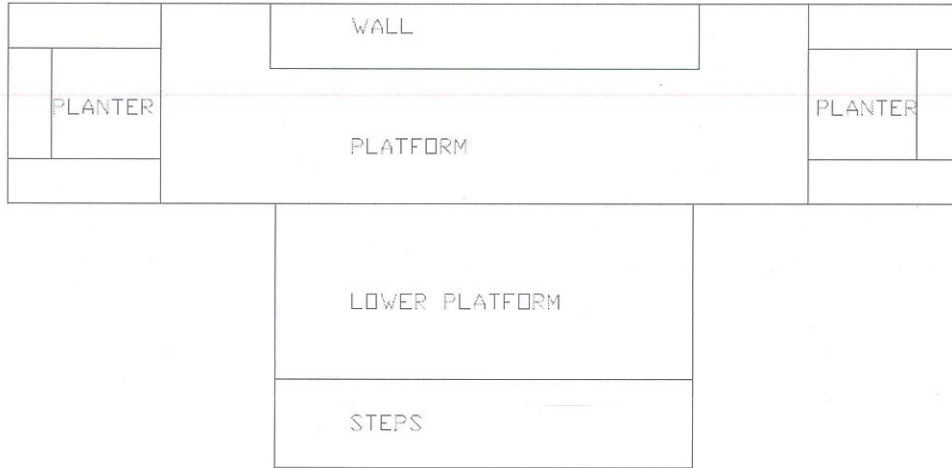 WALL
PLANTER
PLANTER
PLATFORM
LOWER PLATFORM
STEPS